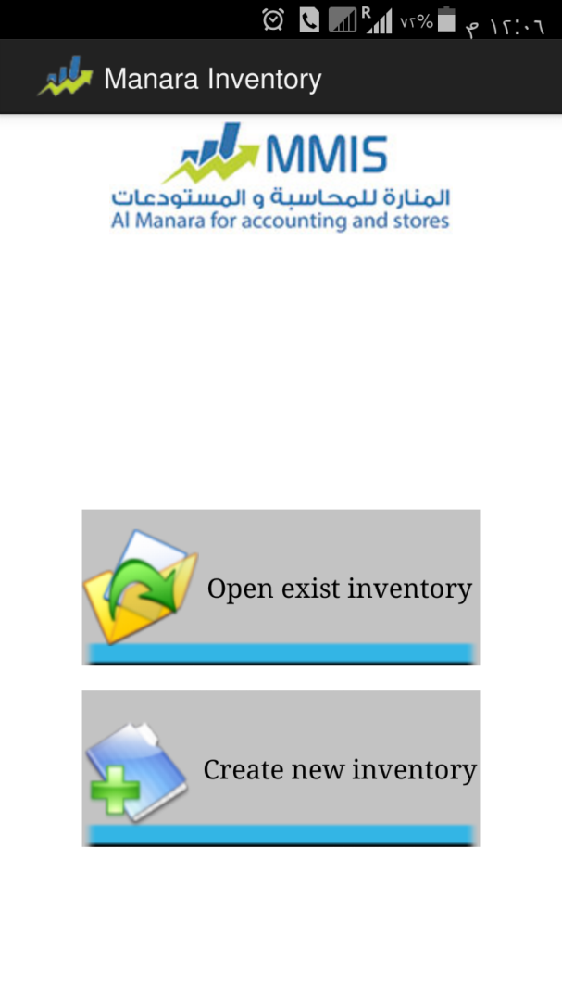 R ٧٢% ١٢:٠٦ م
Manara Inventory
MMIS
المنارة للمحاسبة و المستودعات
Al Manara for accounting and stores
Open exist inventory
Create new inventory